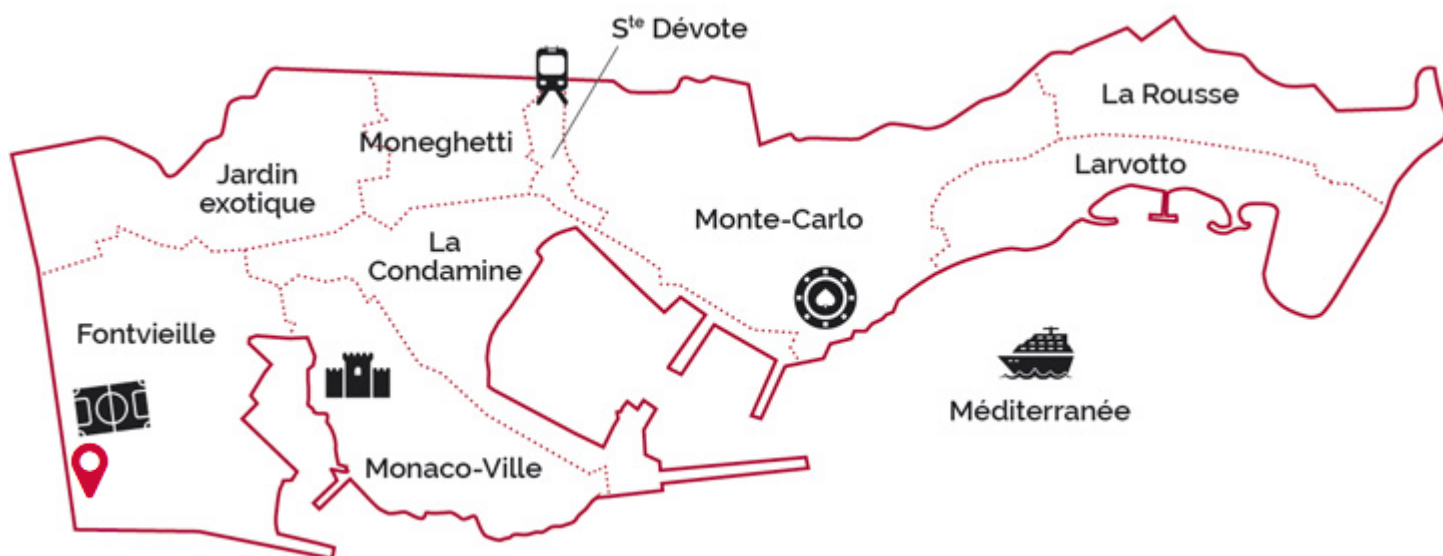 Sᵗᵉ Dévote
La Rousse
Moneghetti
Larvotto
Jardin
exotique
Monte-Carlo
La
Condamine
Fontvieille
Méditerranée
Monaco-Ville